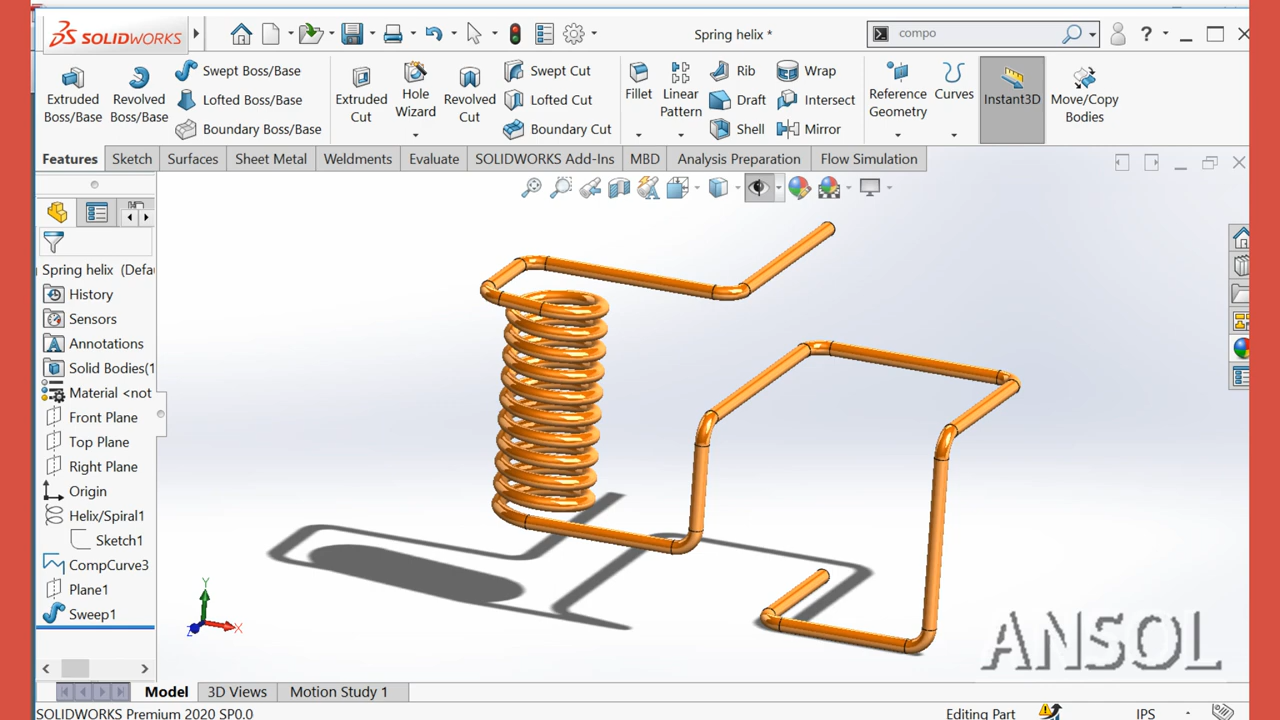 SOLIDWORKS
Spring helix *
compo
?
Extruded Boss/Base
Revolved Boss/Base
Swept Boss/Base
Lofted Boss/Base
Boundary Boss/Base
Extruded Cut
Hole Wizard
Revolved Cut
Swept Cut
Lofted Cut
Boundary Cut
Fillet
Linear Pattern
Rib
Draft
Shell
Wrap
Intersect
Mirror
Reference Geometry
Curves
Instant3D
Move/Copy Bodies
Features
Sketch
Surfaces
Sheet Metal
Weldments
Evaluate
SOLIDWORKS Add-Ins
MBD
Analysis Preparation
Flow Simulation
Spring helix (Defau
History
Sensors
Annotations
Solid Bodies(1
Material <not
Front Plane
Top Plane
Right Plane
Origin
Helix/Spiral1
Sketch1
CompCurve3
Plane1
Sweep1
Y
X
Z
ANSOL
Model
3D Views
Motion Study 1
SOLIDWORKS Premium 2020 SP0.0
Editing Part
IPS